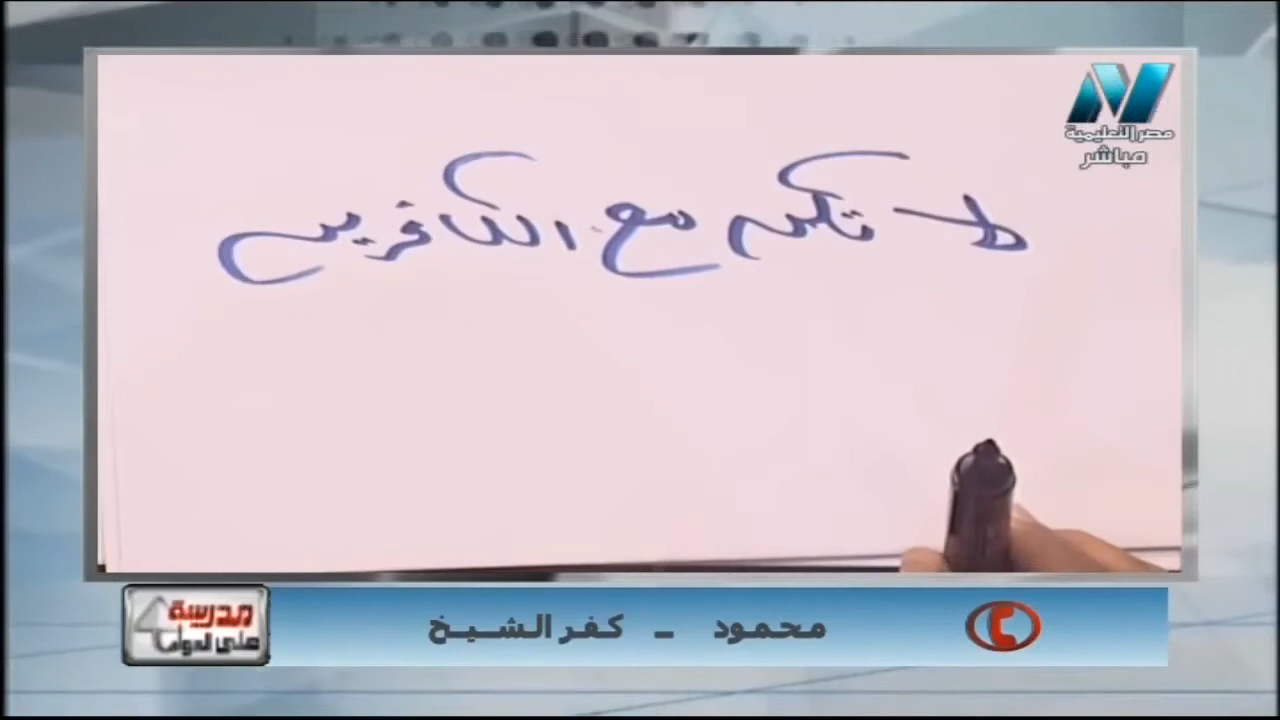 مصر التعليمية
مباشر
لا تكن مع الكافرين
مدرسة
على الهواء
محمود - كفر الشيخ